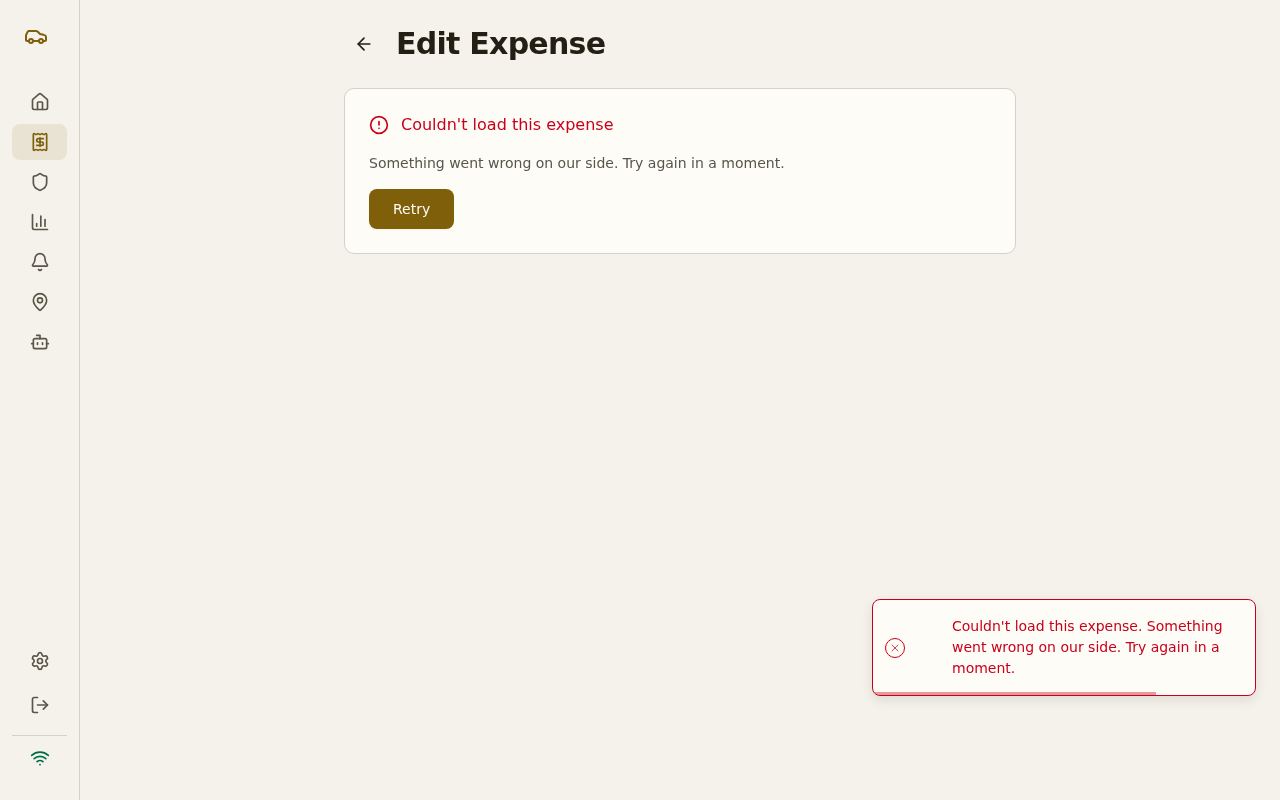 Edit Expense
Couldn't load this expense
Something went wrong on our side. Try again in a moment.
Retry
Couldn't load this expense. Something
went wrong on our side. Try again in a
moment.